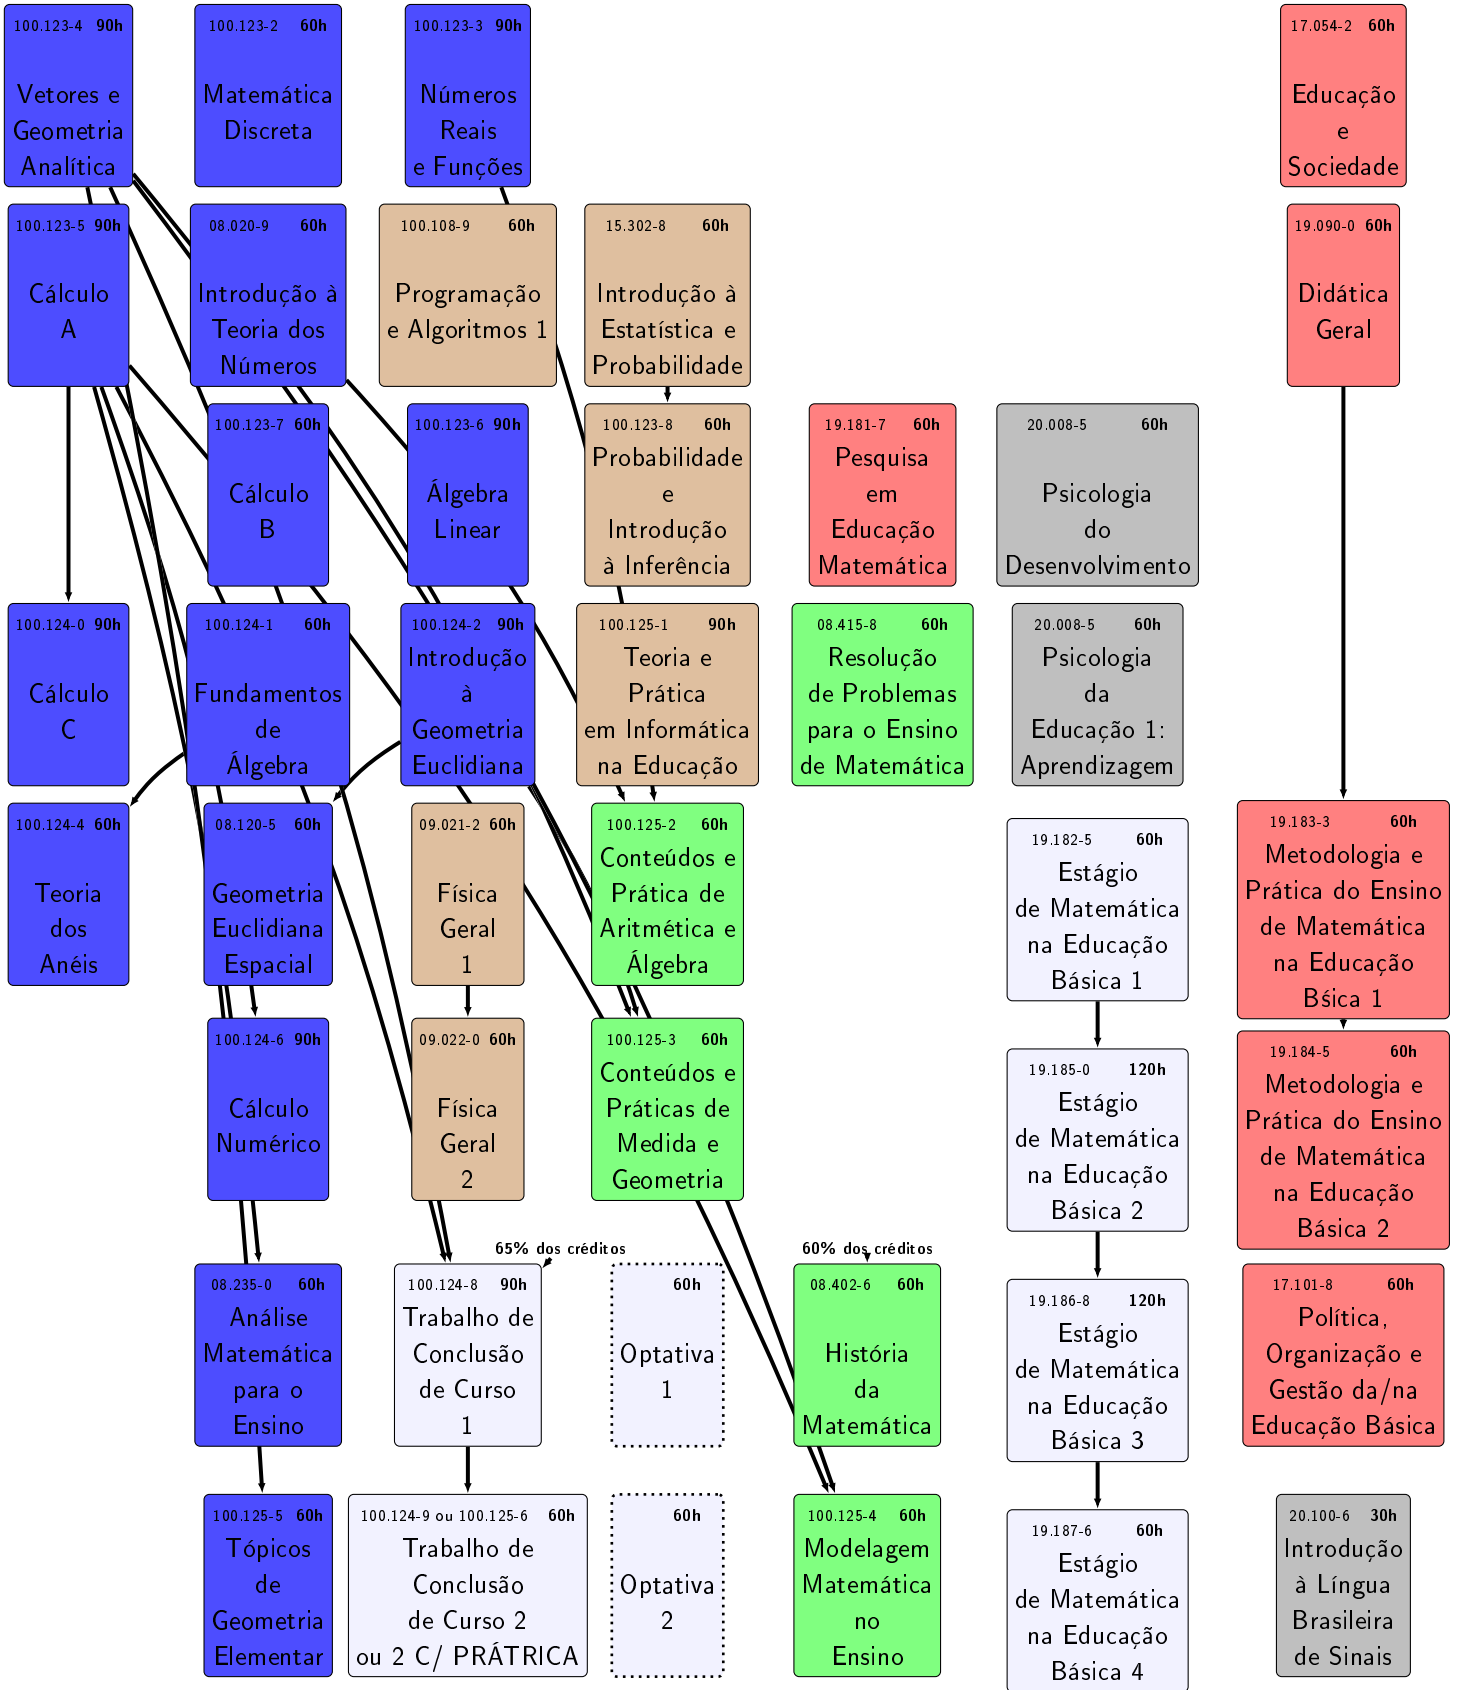 100.123-4 90h
Vetores e
Geometria
Analítica
100.123-2 60h
Matemática
Discreta
100.123-3 90h
Números
Reais
e Funções
17.054-2 60h
Educação
e
Sociedade
100.123-5 90h
Cálculo
A
08.020-9 60h
Introdução à
Teoria dos
Números
100.108-9 60h
Programação
e Algoritmos 1
15.302-8 60h
Introdução à
Estatística e
Probabilidade
19.090-0 60h
Didática
Geral
100.123-7 60h
Cálculo
B
100.123-6 90h
Álgebra
Linear
100.123-8 60h
Probabilidade
e
Introdução
à Inferência
19.181-7 60h
Pesquisa
em
Educação
Matemática
20.008-5 60h
Psicologia
do
Desenvolvimento
100.124-0 90h
Cálculo
C
100.124-1 60h
Fundamentos
de
Álgebra
100.124-2 90h
Introdução
à
Geometria
Euclidiana
100.125-1 90h
Teoria e
Prática
em Informática
na Educação
08.415-8 60h
Resolução
de Problemas
para o Ensino
de Matemática
20.008-5 60h
Psicologia
da
Educação 1:
Aprendizagem
100.124-4 60h
Teoria
dos
Anéis
08.120-5 60h
Geometria
Euclidiana
Espacial
09.021-2 60h
Física
Geral
1
100.125-2 60h
Conteúdos e
Prática de
Aritmética e
Álgebra
19.182-5 60h
Estágio
de Matemática
na Educação
Básica 1
19.183-3 60h
Metodologia e
Prática do Ensino
de Matemática
na Educação
Bśica 1
100.124-6 90h
Cálculo
Numérico
09.022-0 60h
Física
Geral
2
100.125-3 60h
Conteúdos e
Práticas de
Medida e
Geometria
19.185-0 120h
Estágio
de Matemática
na Educação
Básica 2
19.184-5 60h
Metodologia e
Prática do Ensino
de Matemática
na Educação
Básica 2
08.235-0 60h
Análise
Matemática
para o
Ensino
65% dos créditos
100.124-8 90h
Trabalho de
Conclusão
de Curso
1
60h
Optativa
1
60% dos créditos
08.402-6 60h
História
da
Matemática
19.186-8 120h
Estágio
de Matemática
na Educação
Básica 3
17.101-8 60h
Política,
Organização e
Gestão da/na
Educação Básica
100.125-5 60h
Tópicos
de
Geometria
Elementar
100.124-9 ou 100.125-6 60h
Trabalho de
Conclusão
de Curso 2
ou 2 C/ PRÁTRICA
60h
Optativa
2
100.125-4 60h
Modelagem
Matemática
no
Ensino
19.187-6 60h
Estágio
de Matemática
na Educação
Básica 4
20.100-6 30h
Introdução
à Língua
Brasileira
de Sinais